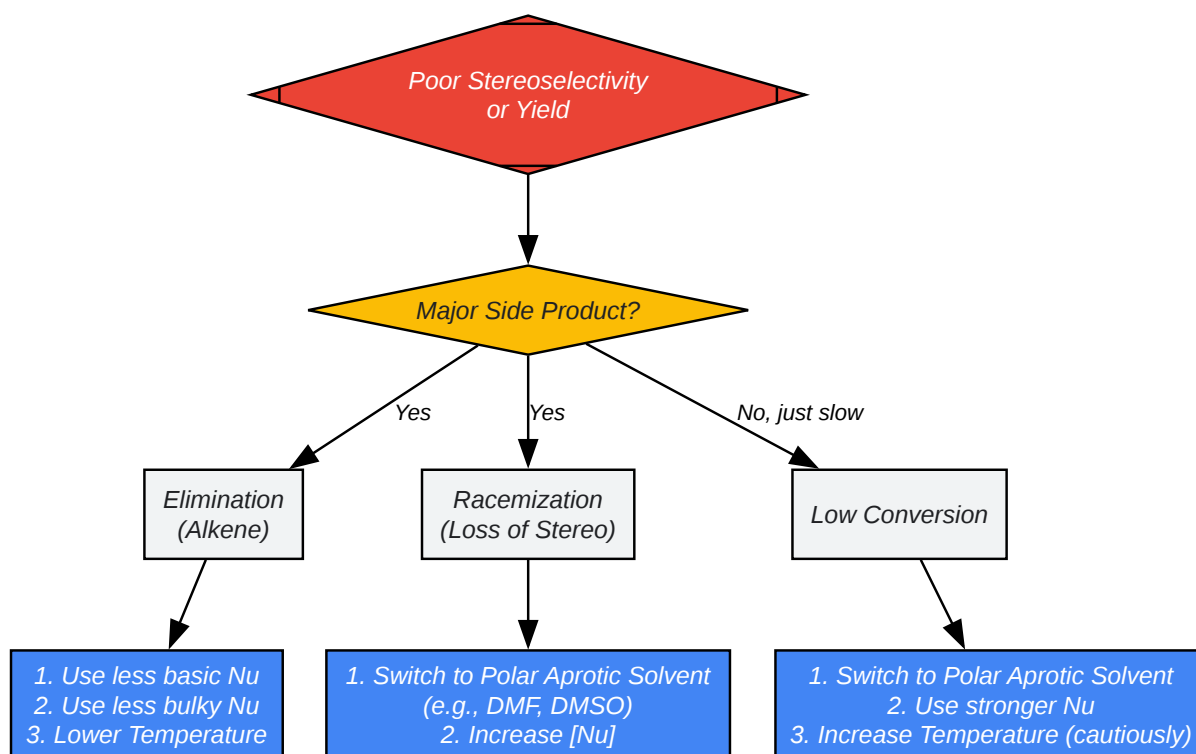 Poor Stereoselectivity
or Yield
Major Side Product?
Yes
Yes
No, just slow
Elimination
(Alkene)
Racemization
(Loss of Stereo)
Low Conversion
1. Use less basic Nu
2. Use less bulky Nu
3. Lower Temperature
1. Switch to Polar Aprotic Solvent
(e.g., DMF, DMSO)
2. Increase [Nu]
1. Switch to Polar Aprotic Solvent
2. Use stronger Nu
3. Increase Temperature (cautiously)